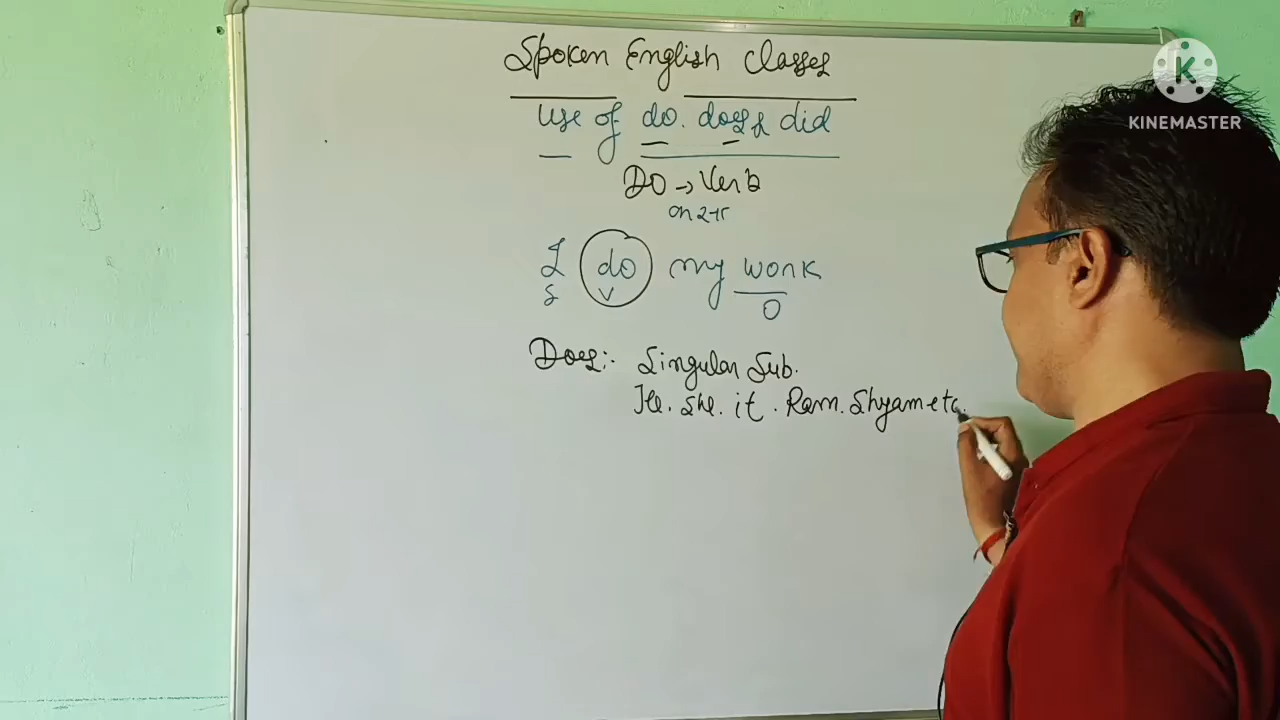 Spoken English Classes
use of do. does & did
DO → Verb
I do my work
S V O
Does:- Singular Sub.
He. She. it. Ram. Shyam etc.
K
KINEMASTER